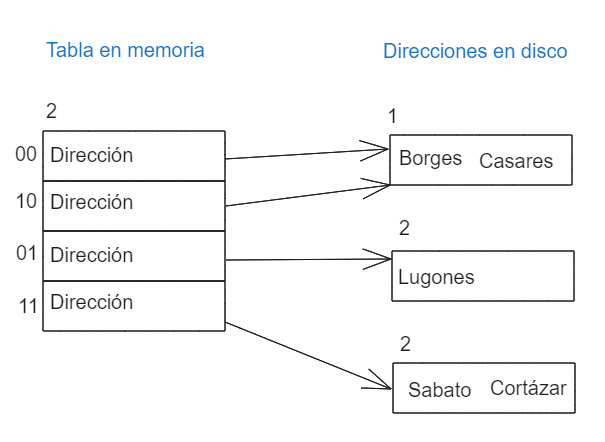 Tabla en memoria
Direcciones en disco
2
1
00 Dirección
Borges Casares
10 Dirección
2
01 Dirección
Lugones
11 Dirección
2
Sabato Cortázar